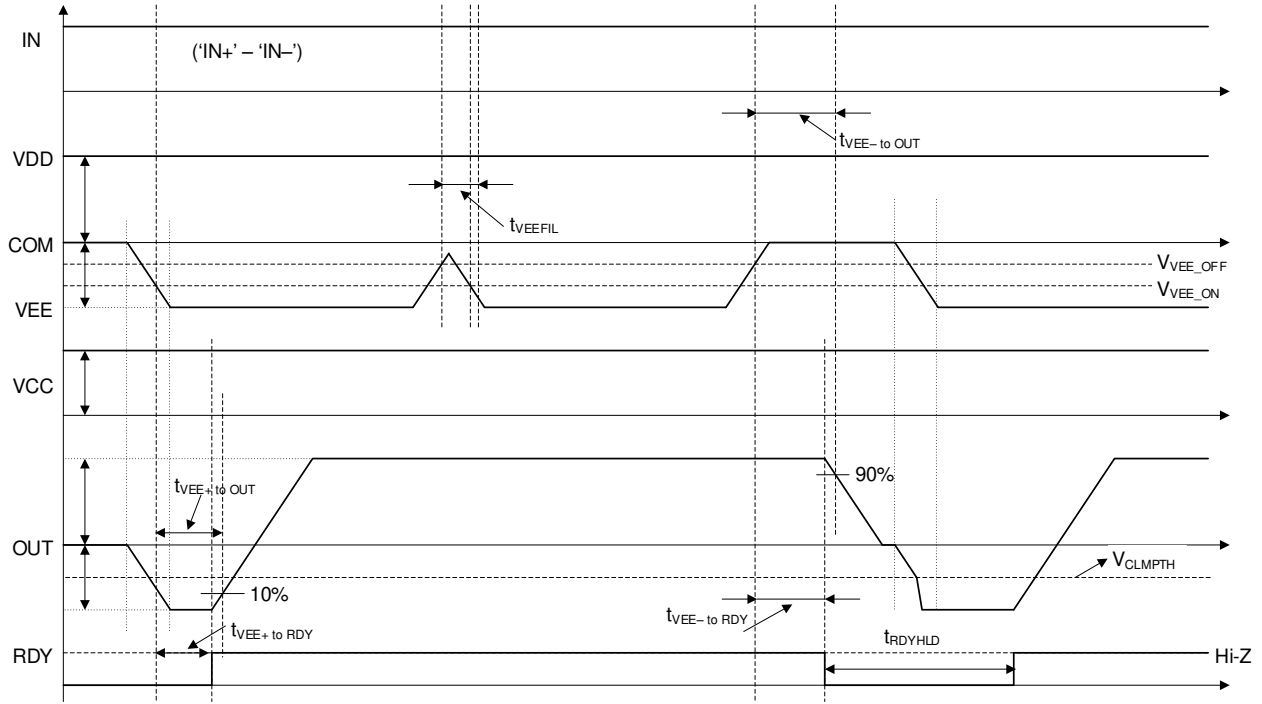 IN
('IN+' – 'IN–')
tVEE– to OUT
VDD
tVEEFIL
COM
VVEE_OFF
VVEE_ON
VEE
VCC
90%
tVEE+ to OUT
OUT
VCLMPTH
10%
tVEE– to RDY
tVEE+ to RDY
tRDYHLD
RDY
Hi-Z